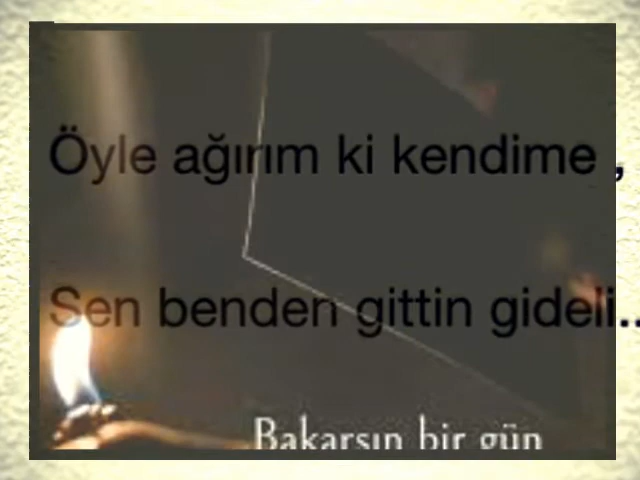 Öyle ağırım ki kendime ,
Sen benden gittin gideli..
Bakarsın bir gün